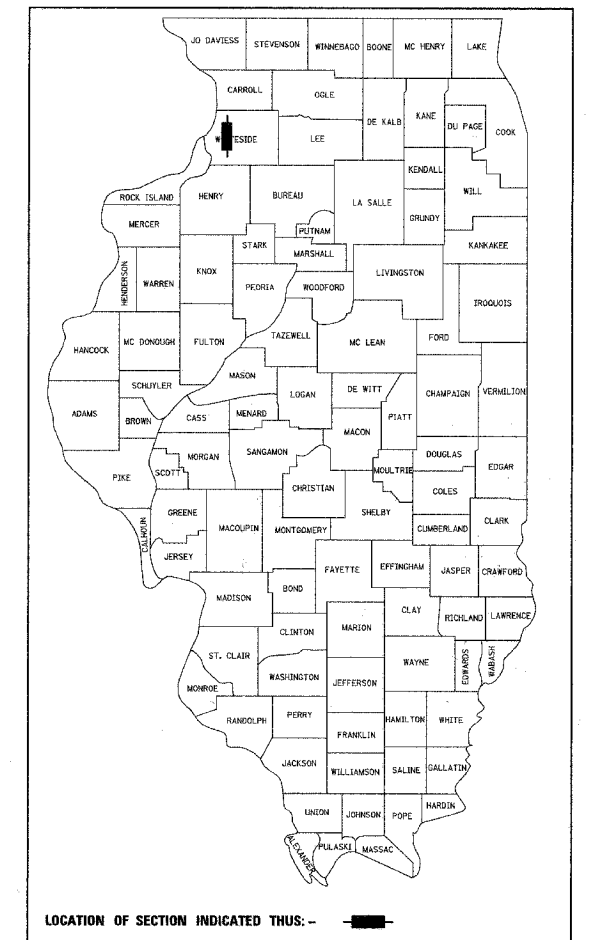 JO DAVIESS STEVENSON WINNEBAGO BOONE MC HENRY LAKE
CARROLL OGLE
DE KALB KANE DU PAGE COOK
W TESIDE LEE
KENDALL
WILL
ROCK ISLAND HENRY BUREAU LA SALLE GRUNDY
MERCER PUTNAM
STARK MARSHALL KANKAKEE
HENDERSON WARREN KNOX PEORIA WOODFORD LIVINGSTON
IROQUOIS
TAZEWELL FORD
HANCOCK MC DONOUGH FULTON MC LEAN
MASON
SCHUYLER LOGAN DE WITT CHAMPAIGN VERMILION
ADAMS BROWN CASS MENARD PIATT
MACON
MORGAN SANGAMON DOUGLAS
PIKE SCOTT MOULTRIE EDGAR
CHRISTIAN COLES
GREENE MACOUPIN SHELBY
CALHOUN MONTGOMERY CUMBERLAND CLARK
JERSEY FAYETTE EFFINGHAM JASPER CRAWFORD
MADISON BOND
CLAY RICHLAND LAWRENCE
CLINTON MARION
ST. CLAIR WAYNE EDWARDS WABASH
WASHINGTON JEFFERSON
MONROE
RANDOLPH PERRY HAMILTON WHITE
FRANKLIN
JACKSON WILLIAMSON SALINE GALLATIN
UNION JOHNSON POPE HARDIN
ALEXANDER PULASKI MASSAC
LOCATION OF SECTION INDICATED THUS: –